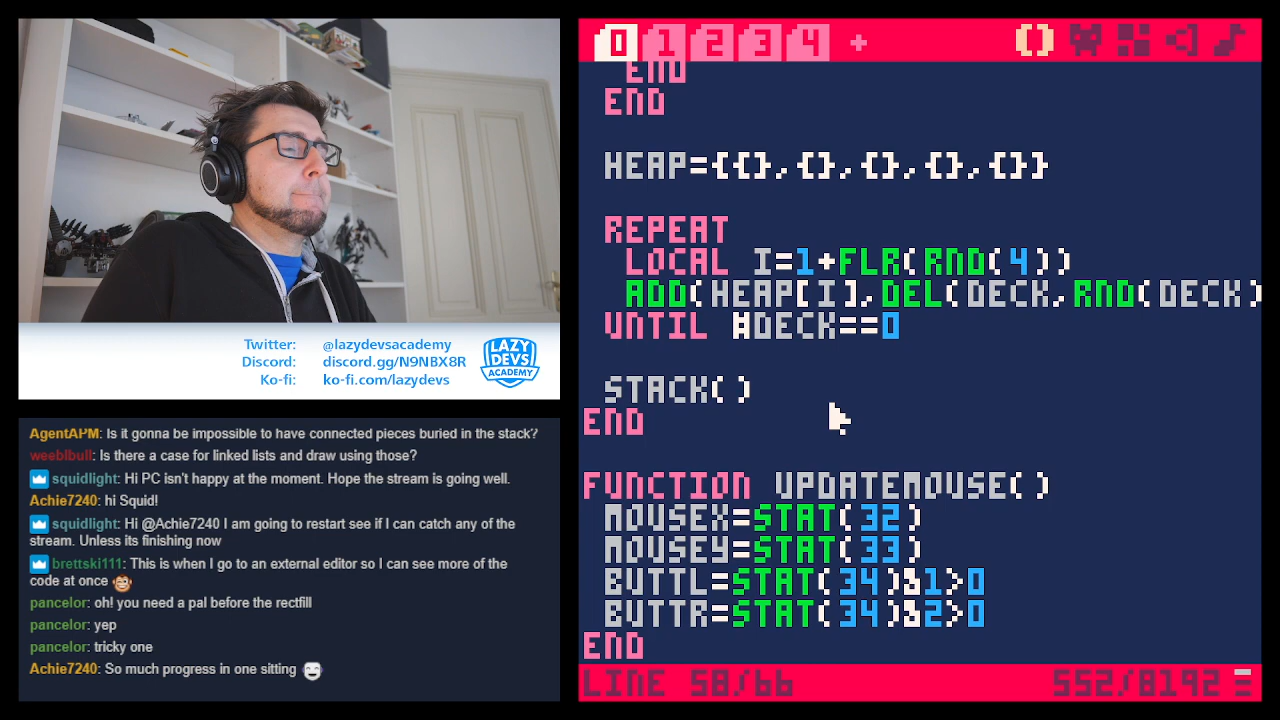 Twitter: @lazydevsacademy
Discord: discord.gg/N9NBX8R
Ko-fi: ko-fi.com/lazydevs
LAZY
DEVS
ACADEMY
AgentAPM: Is it gonna be impossible to have connected pieces buried in the stack?
weeblbull: Is there a case for linked lists and draw using those?
squidlight: Hi PC isn't happy at the moment. Hope the stream is going well.
Achie7240: hi Squid!
squidlight: Hi @Achie7240 I am going to restart see if I can catch any of the
stream. Unless its finishing now
brettski111: This is when I go to an external editor so I can see more of the
code at once
pancelor: oh! you need a pal before the rectfill
pancelor: yep
pancelor: tricky one
Achie7240: So much progress in one sitting
0 1 2 3 4 +
END
END
HEAP={{},{},{},{},{}}
REPEAT
LOCAL I=1+FLR(RND(4))
ADD(HEAP[I],DEL(DECK,RND(DECK)
UNTIL #DECK==0
STACK()
END
FUNCTION UPDATEMOUSE()
MOUSEX=STAT(32)
MOUSEY=STAT(33)
BUTTL=STAT(34)&1>0
BUTTR=STAT(34)&2>0
END
LINE 58/66 552/8192